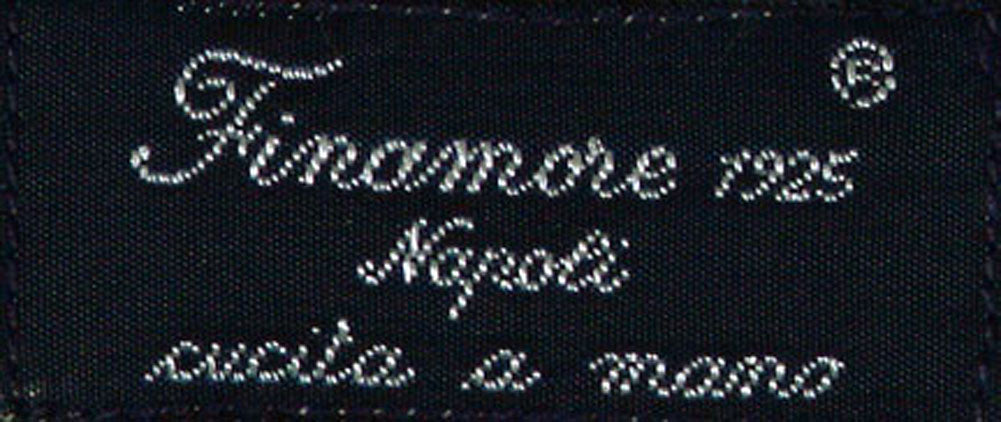 Finamore 1925 ®
Napoli
cucita a mano